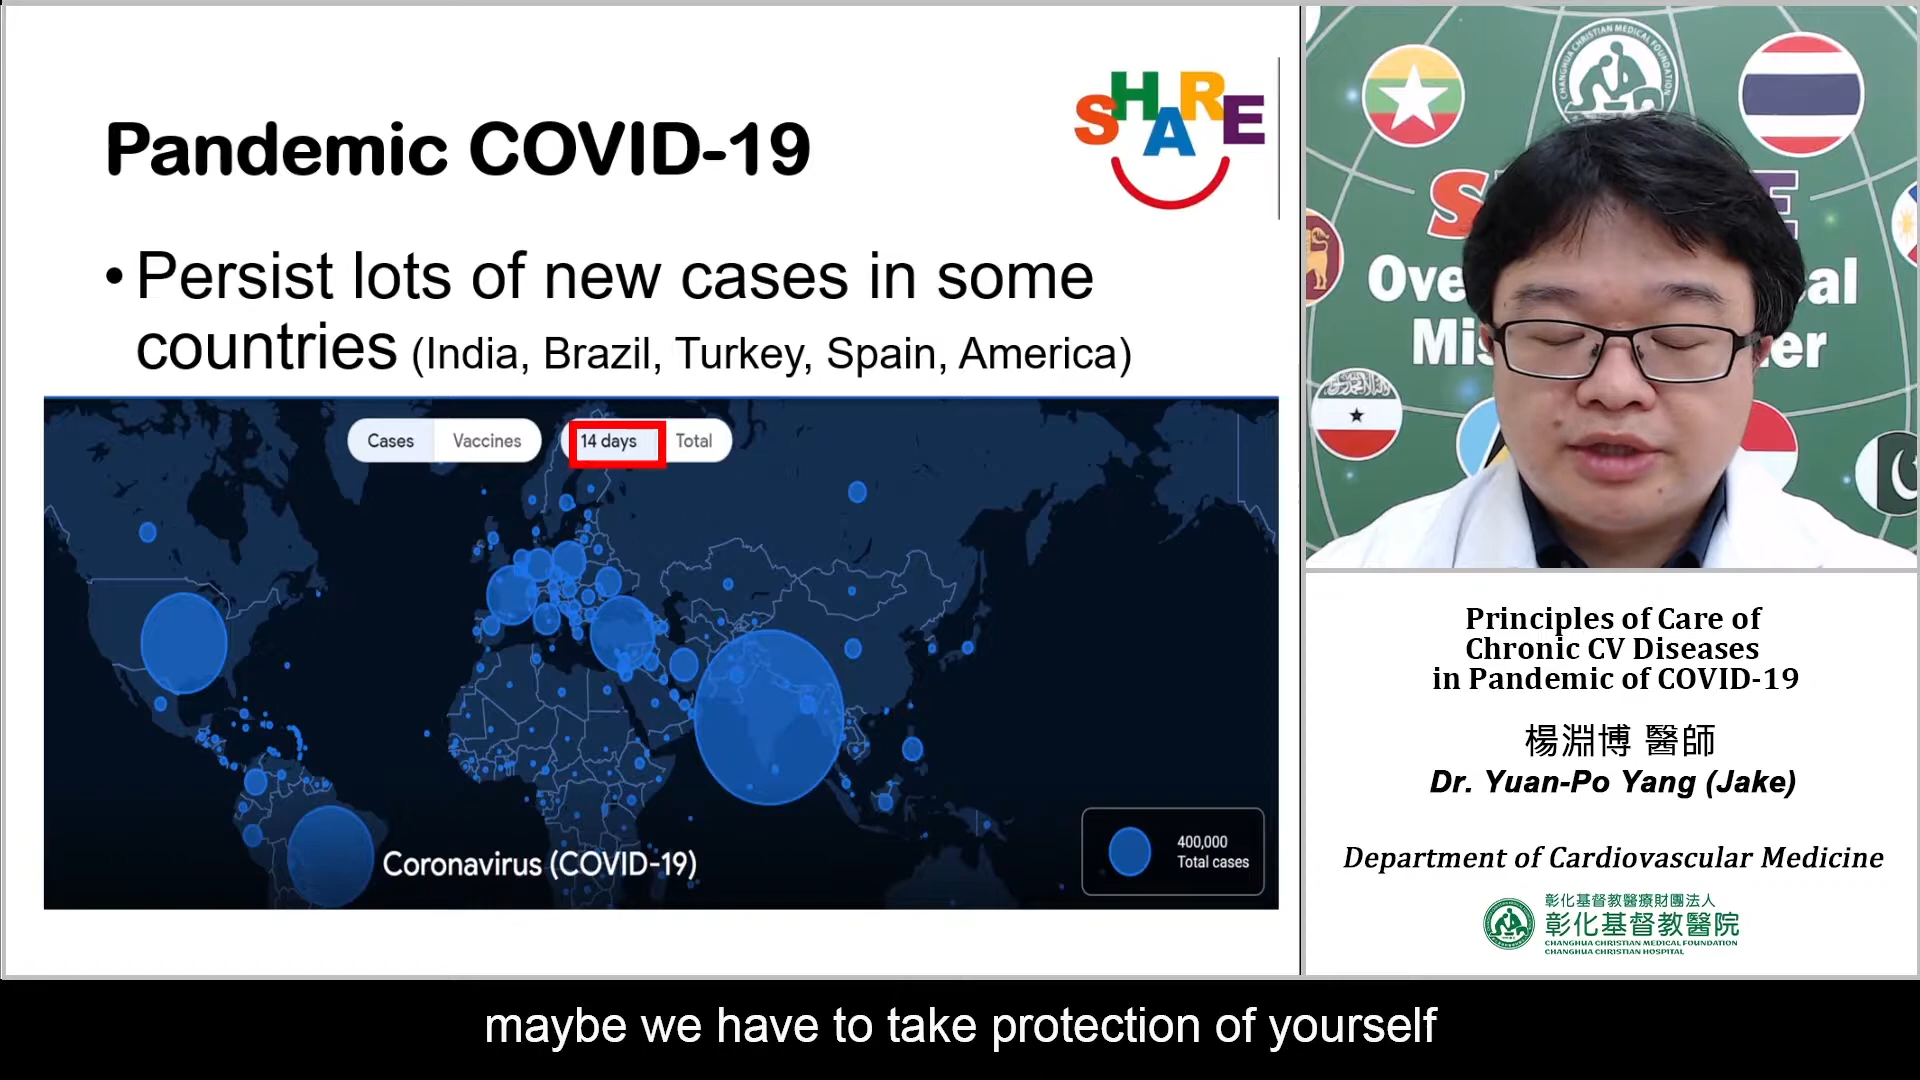 Pandemic COVID-19
SHARE
• Persist lots of new cases in some
countries (India, Brazil, Turkey, Spain, America)
Cases
Vaccines
14 days
Total
Coronavirus (COVID-19)
400,000
Total cases
CHANGHUA CHRISTIAN MEDICAL FOUNDATION
Principles of Care of
Chronic CV Diseases
in Pandemic of COVID-19
楊淵博 醫師
Dr. Yuan-Po Yang (Jake)
Department of Cardiovascular Medicine
彰化基督教醫療財團法人
彰化基督教醫院
CHANGHUA CHRISTIAN MEDICAL FOUNDATION
CHANGHUA CHRISTIAN HOSPITAL
maybe we have to take protection of yourself